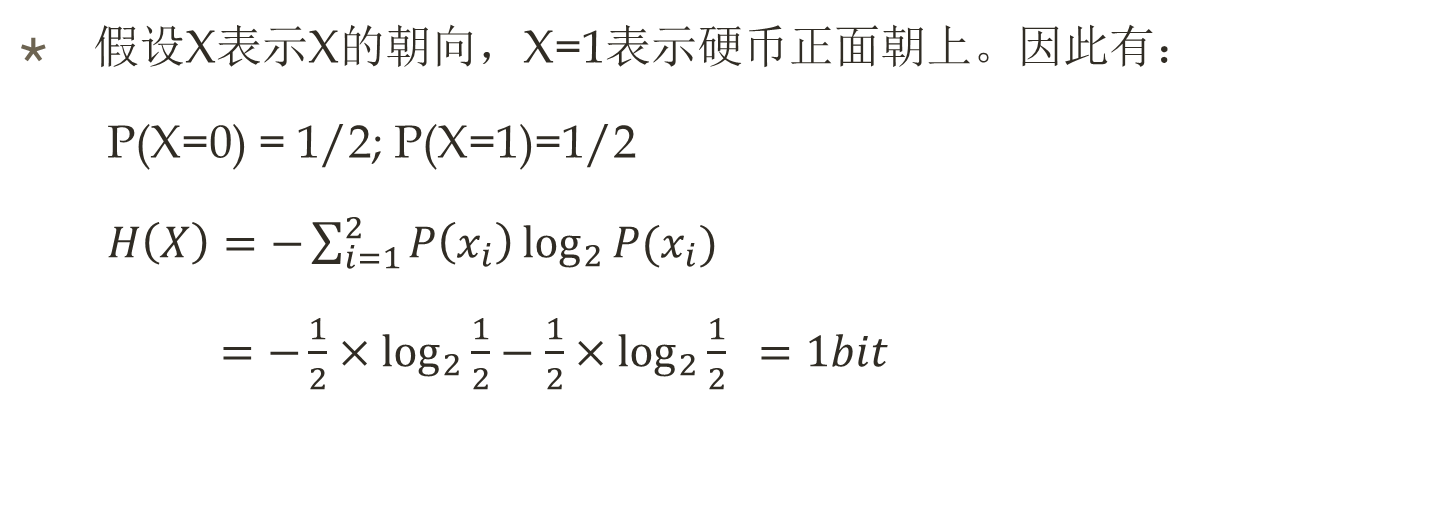 * 假设X表示X的朝向，X=1表示硬币正面朝上。因此有：
P(X=0) = 1/2; P(X=1)=1/2
H(X) = −∑²ᵢ₌₁ P(xᵢ) log₂ P(xᵢ)
= −1/2 × log₂ 1/2 − 1/2 × log₂ 1/2 = 1bit